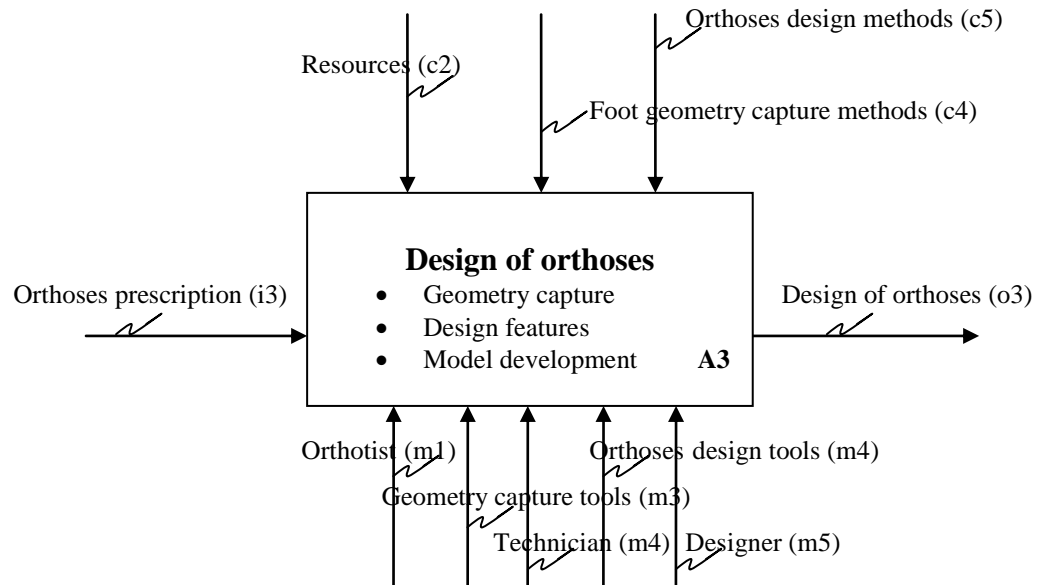 Orthoses design methods (c5)
Resources (c2)
Foot geometry capture methods (c4)
Design of orthoses
• Geometry capture
Orthoses prescription (i3)
Design of orthoses (o3)
• Design features
• Model development A3
Orthotist (m1)
Orthoses design tools (m4)
Geometry capture tools (m3)
Technician (m4)
Designer (m5)